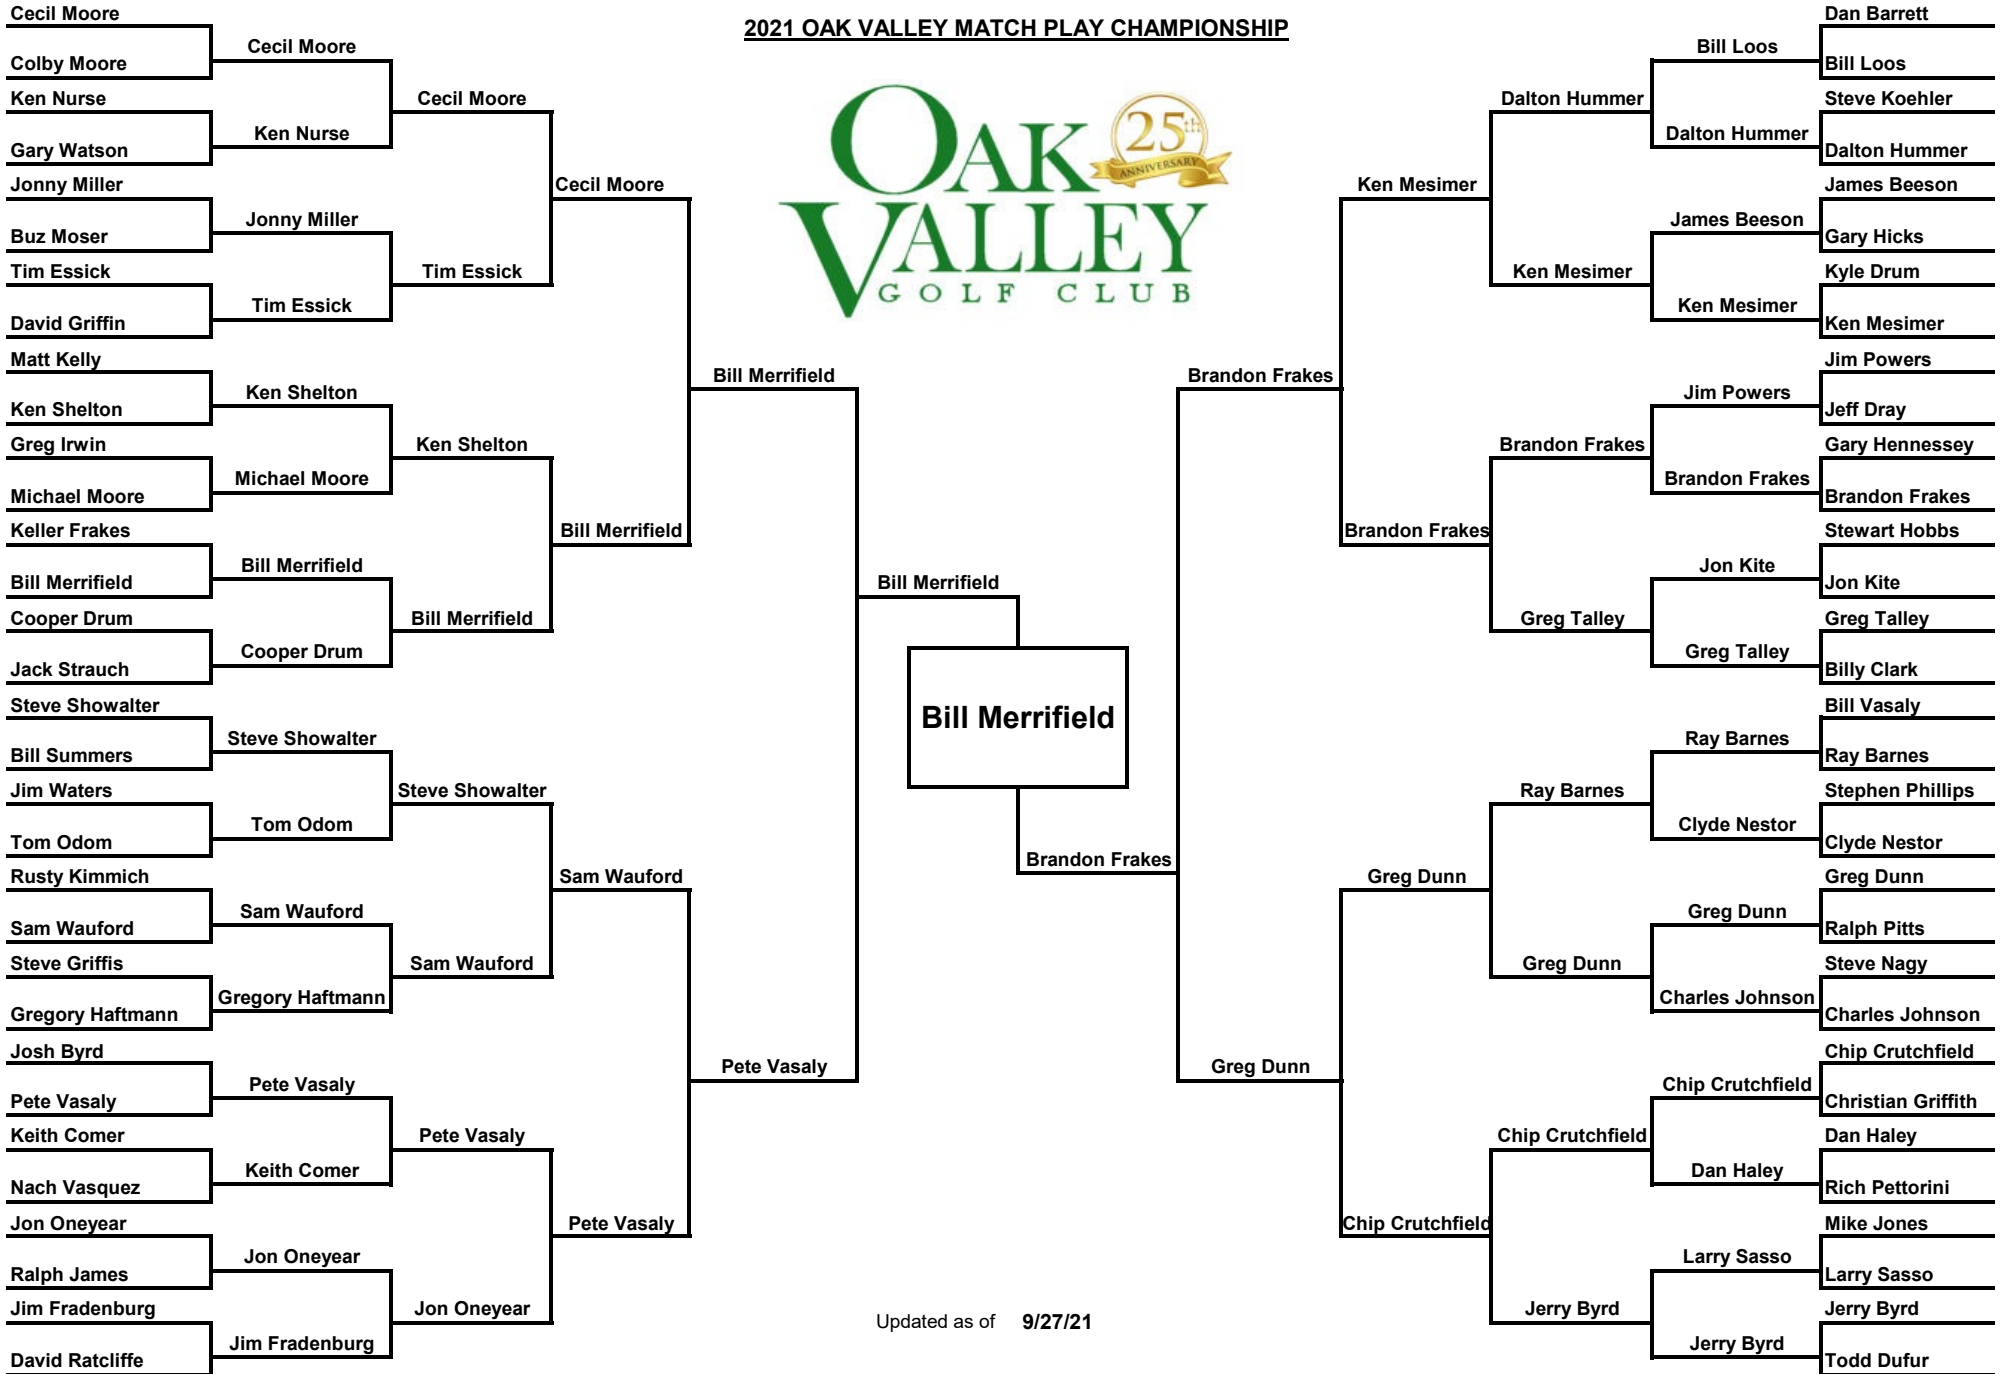 2021 OAK VALLEY MATCH PLAY CHAMPIONSHIP
OAK
25th
ANNIVERSARY
VALLEY
GOLF CLUB
Cecil Moore
Colby Moore
Ken Nurse
Gary Watson
Jonny Miller
Buz Moser
Tim Essick
David Griffin
Matt Kelly
Ken Shelton
Greg Irwin
Michael Moore
Keller Frakes
Bill Merrifield
Cooper Drum
Jack Strauch
Steve Showalter
Bill Summers
Jim Waters
Tom Odom
Rusty Kimmich
Sam Wauford
Steve Griffis
Gregory Haftmann
Josh Byrd
Pete Vasaly
Keith Comer
Nach Vasquez
Jon Oneyear
Ralph James
Jim Fradenburg
David Ratcliffe
Cecil Moore
Ken Nurse
Jonny Miller
Tim Essick
Ken Shelton
Michael Moore
Bill Merrifield
Cooper Drum
Steve Showalter
Tom Odom
Sam Wauford
Gregory Haftmann
Pete Vasaly
Keith Comer
Jon Oneyear
Jim Fradenburg
Cecil Moore
Tim Essick
Ken Shelton
Bill Merrifield
Steve Showalter
Sam Wauford
Pete Vasaly
Jon Oneyear
Cecil Moore
Bill Merrifield
Sam Wauford
Pete Vasaly
Bill Merrifield
Pete Vasaly
Bill Merrifield
Bill Merrifield
Brandon Frakes
Brandon Frakes
Greg Dunn
Ken Mesimer
Brandon Frakes
Greg Dunn
Chip Crutchfield
Dalton Hummer
Ken Mesimer
Brandon Frakes
Greg Talley
Ray Barnes
Greg Dunn
Chip Crutchfield
Jerry Byrd
Bill Loos
Dalton Hummer
James Beeson
Ken Mesimer
Jim Powers
Brandon Frakes
Jon Kite
Greg Talley
Ray Barnes
Clyde Nestor
Greg Dunn
Charles Johnson
Chip Crutchfield
Dan Haley
Larry Sasso
Jerry Byrd
Dan Barrett
Bill Loos
Steve Koehler
Dalton Hummer
James Beeson
Gary Hicks
Kyle Drum
Ken Mesimer
Jim Powers
Jeff Dray
Gary Hennessey
Brandon Frakes
Stewart Hobbs
Jon Kite
Greg Talley
Billy Clark
Bill Vasaly
Ray Barnes
Stephen Phillips
Clyde Nestor
Greg Dunn
Ralph Pitts
Steve Nagy
Charles Johnson
Chip Crutchfield
Christian Griffith
Dan Haley
Rich Pettorini
Mike Jones
Larry Sasso
Jerry Byrd
Todd Dufur
Updated as of 9/27/21